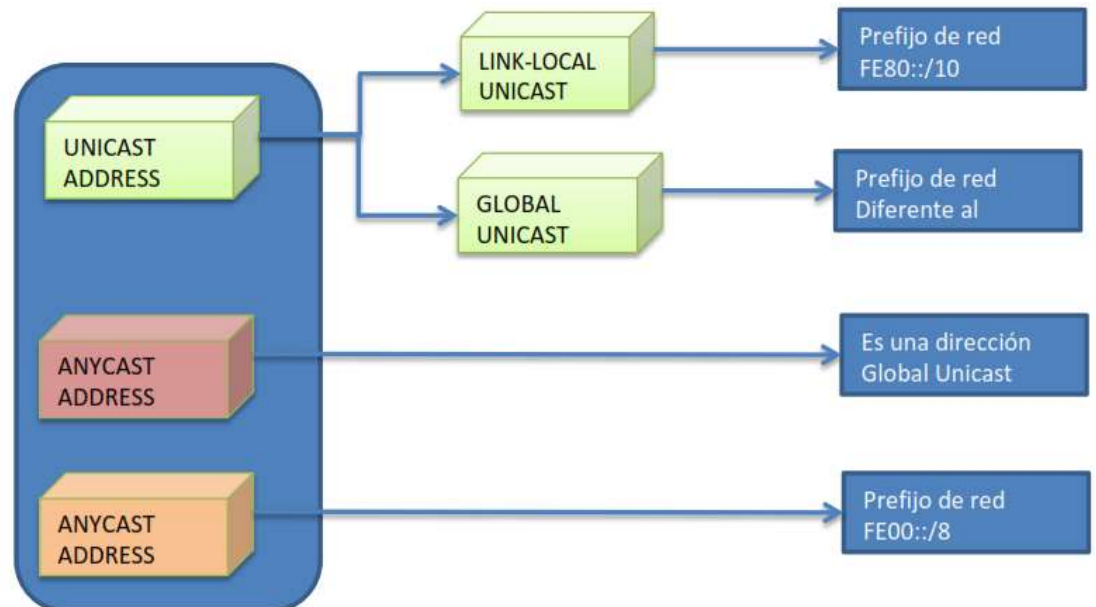 LINK-LOCAL
UNICAST
Prefijo de red
FE80::/10
UNICAST
ADDRESS
GLOBAL
UNICAST
Prefijo de red
Diferente al
ANYCAST
ADDRESS
Es una dirección
Global Unicast
ANYCAST
ADDRESS
Prefijo de red
FE00::/8